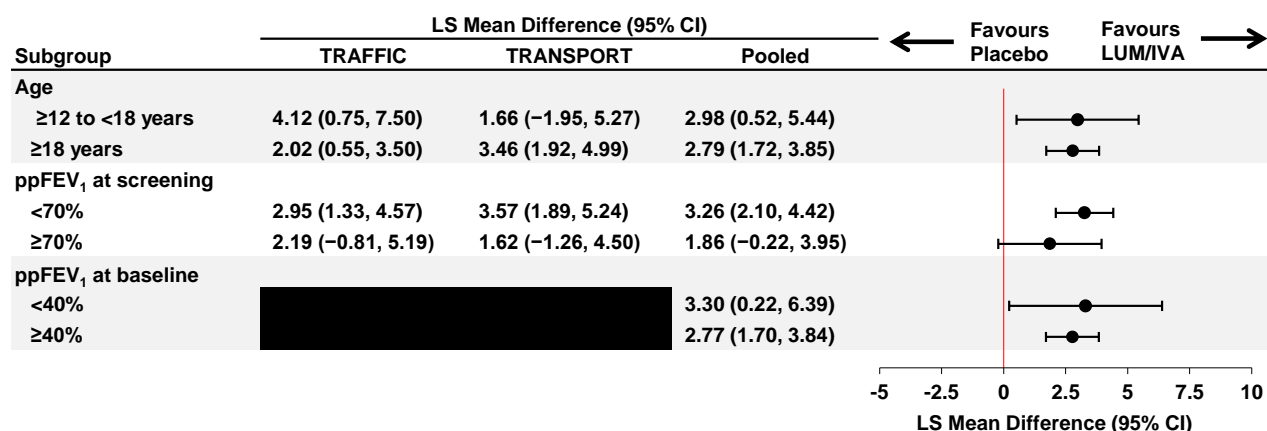 LS Mean Difference (95% CI)
Favours Placebo
Favours LUM/IVA
Subgroup TRAFFIC TRANSPORT Pooled
Age
≥12 to <18 years 4.12 (0.75, 7.50) 1.66 (−1.95, 5.27) 2.98 (0.52, 5.44)
≥18 years 2.02 (0.55, 3.50) 3.46 (1.92, 4.99) 2.79 (1.72, 3.85)
ppFEV₁ at screening
<70% 2.95 (1.33, 4.57) 3.57 (1.89, 5.24) 3.26 (2.10, 4.42)
≥70% 2.19 (−0.81, 5.19) 1.62 (−1.26, 4.50) 1.86 (−0.22, 3.95)
ppFEV₁ at baseline
<40% 3.30 (0.22, 6.39)
≥40% 2.77 (1.70, 3.84)
-5 -2.5 0 2.5 5 7.5 10
LS Mean Difference (95% CI)